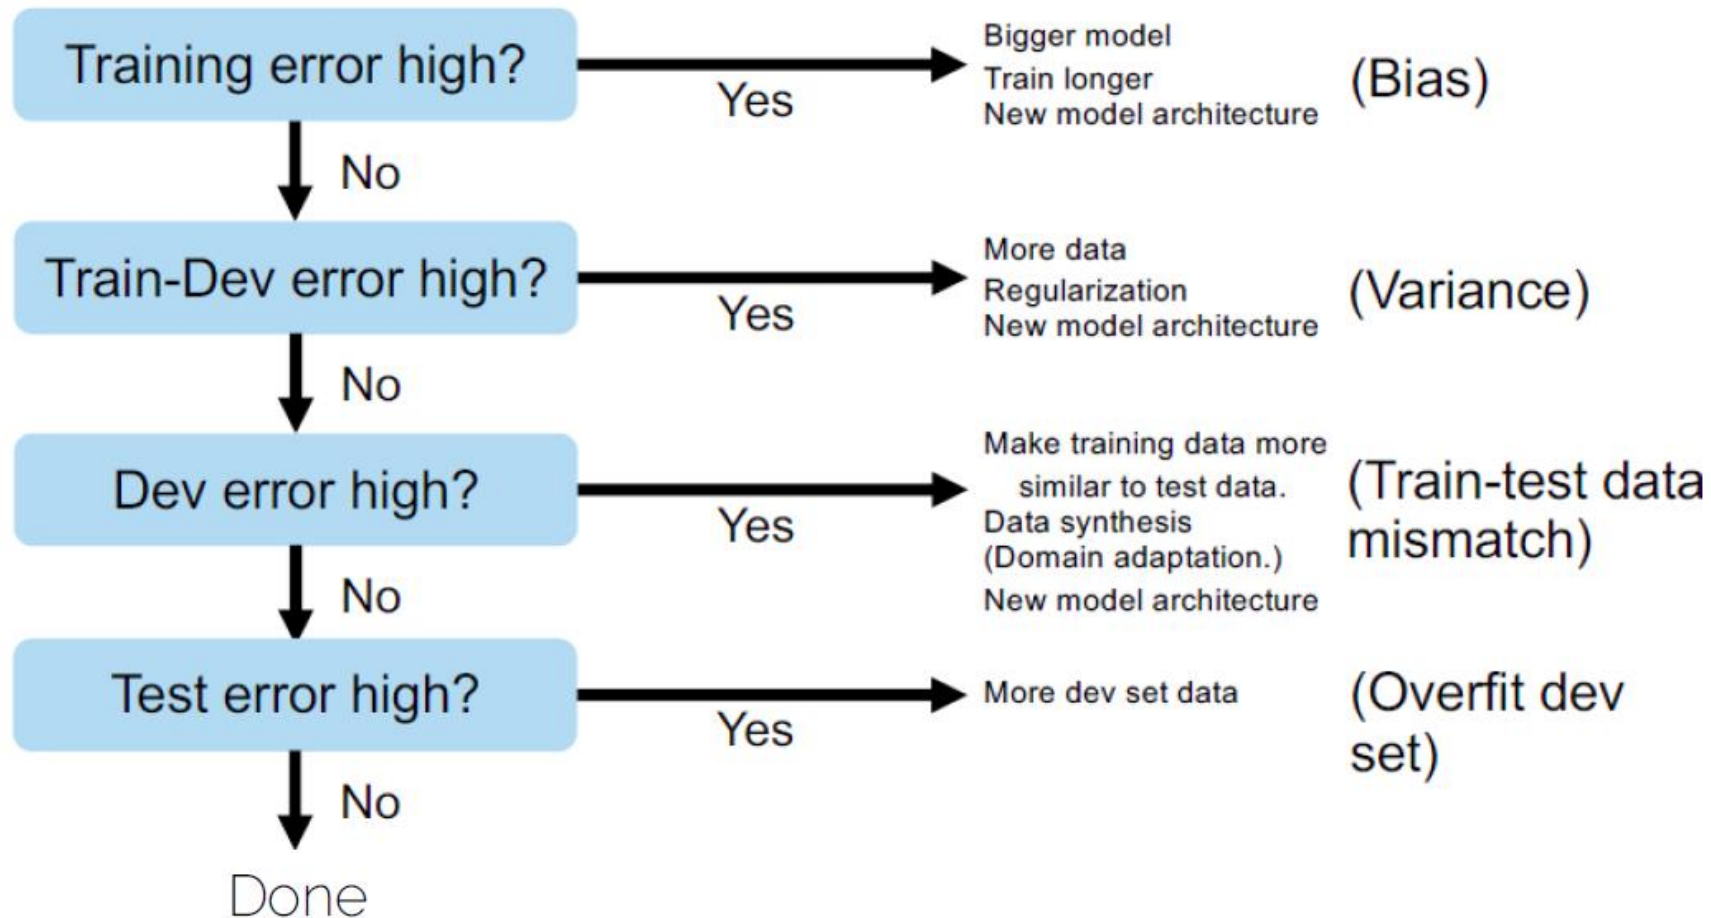 Training error high?
Yes
Bigger model
Train longer
New model architecture
(Bias)
No
Train-Dev error high?
Yes
More data
Regularization
New model architecture
(Variance)
No
Dev error high?
Yes
Make training data more
similar to test data.
Data synthesis
(Domain adaptation.)
New model architecture
(Train-test data
mismatch)
No
Test error high?
Yes
More dev set data
(Overfit dev
set)
No
Done